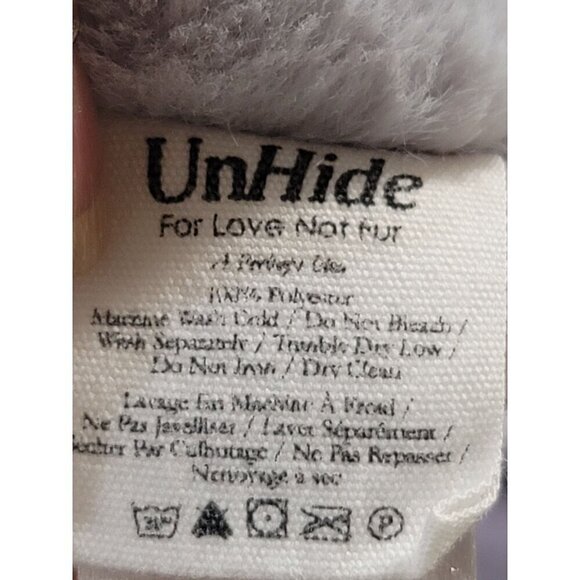 UnHide
For Love Not Fur
A
100% Polyester
Machine Wash Cold / Do Not Bleach /
Wash Separately / Tumble Dry Low /
Do Not Iron / Dry Clean
Lavage En Machine À Froid /
Ne Pas Javelliser / Laver Séparément /
Sécher Par Culbutage / No Pas Repasser /
Nettoyage a sec
30°
P